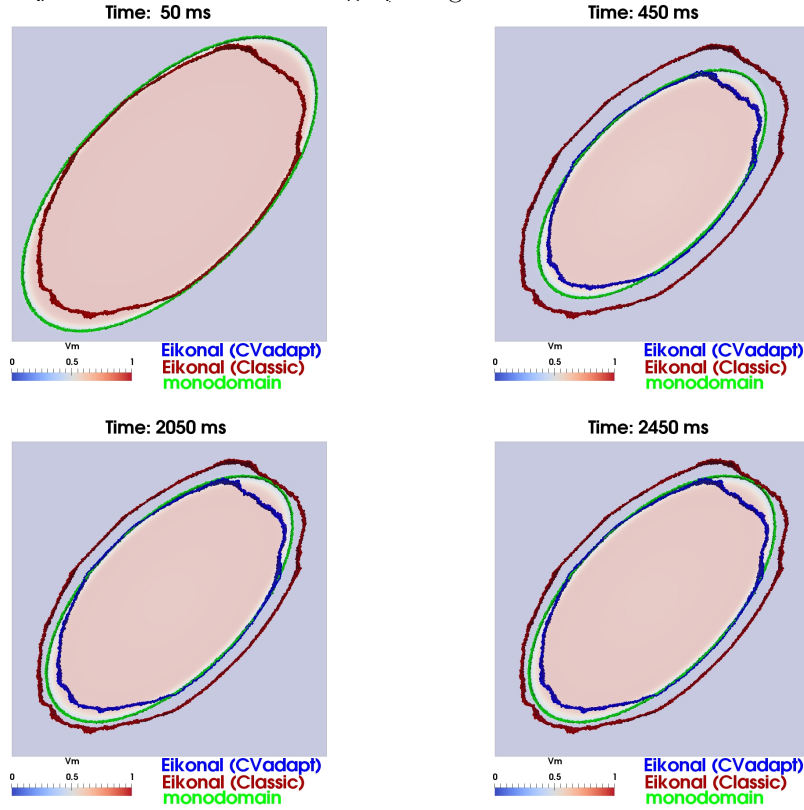 Time: 50 ms
Time: 450 ms
Vm
0 0.5 1
Eikonal (CVadapt)
Eikonal (Classic)
monodomain
Vm
0 0.5 1
Eikonal (CVadapt)
Eikonal (Classic)
monodomain
Time: 2050 ms
Time: 2450 ms
Vm
0 0.5 1
Eikonal (CVadapt)
Eikonal (Classic)
monodomain
Vm
0 0.5 1
Eikonal (CVadapt)
Eikonal (Classic)
monodomain